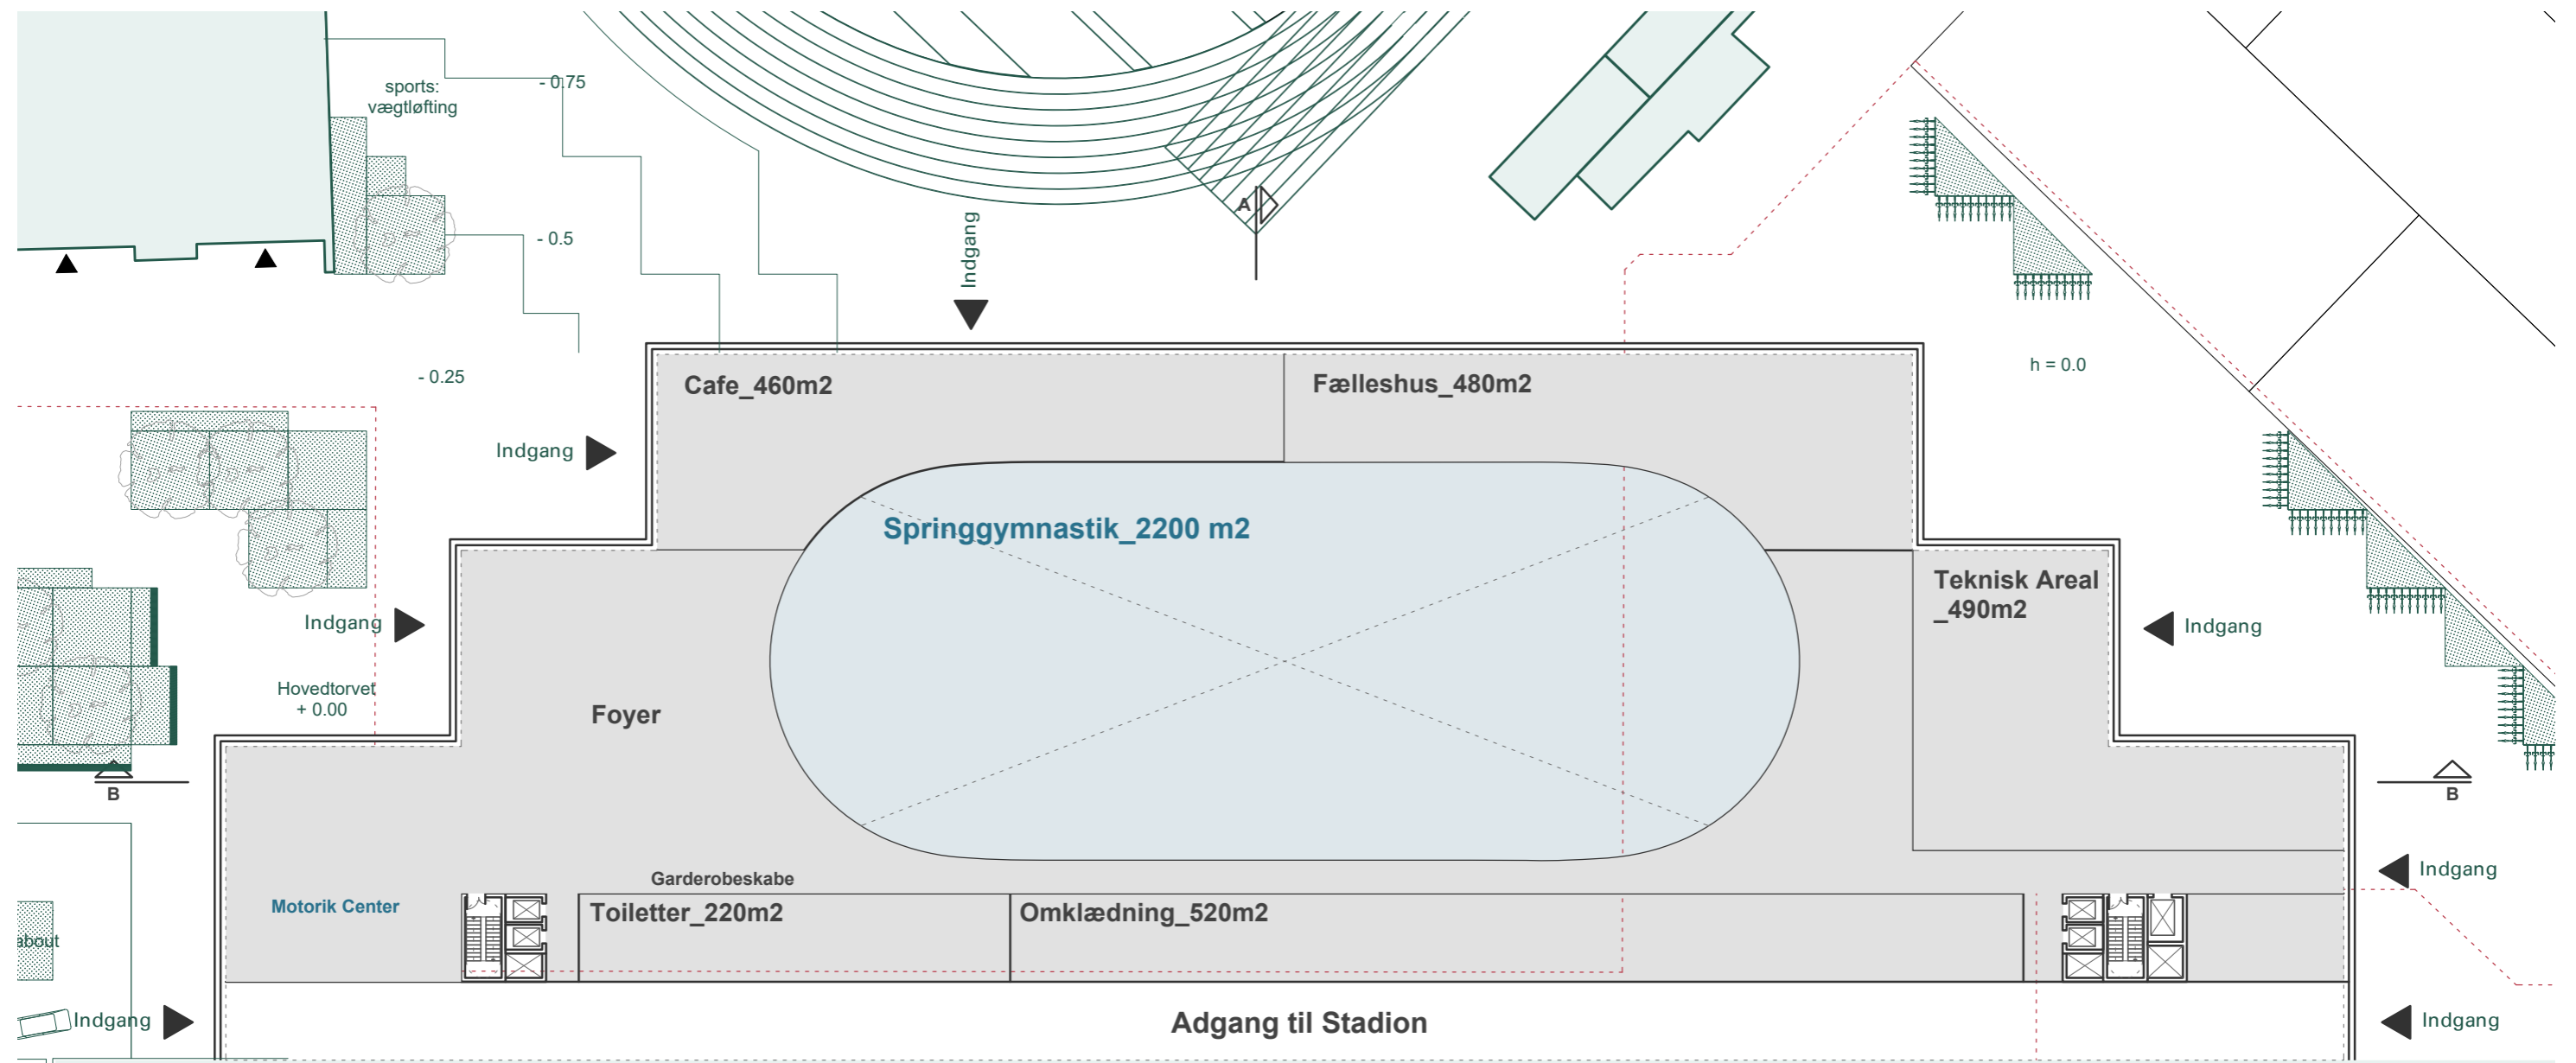 - 0.75
sports:
vægtløfting
A
- 0.5
Indgang
h = 0.0
- 0.25
Cafe_460m2
Fælleshus_480m2
Indgang
Springgymnastik_2200 m2
Teknisk Areal
_490m2
Indgang
Indgang
Hovedtorvet
+ 0.00
Foyer
B
B
Garderobeskabe
Indgang
Motorik Center
Toiletter_220m2
Omklædning_520m2
about
Indgang
Adgang til Stadion
Indgang